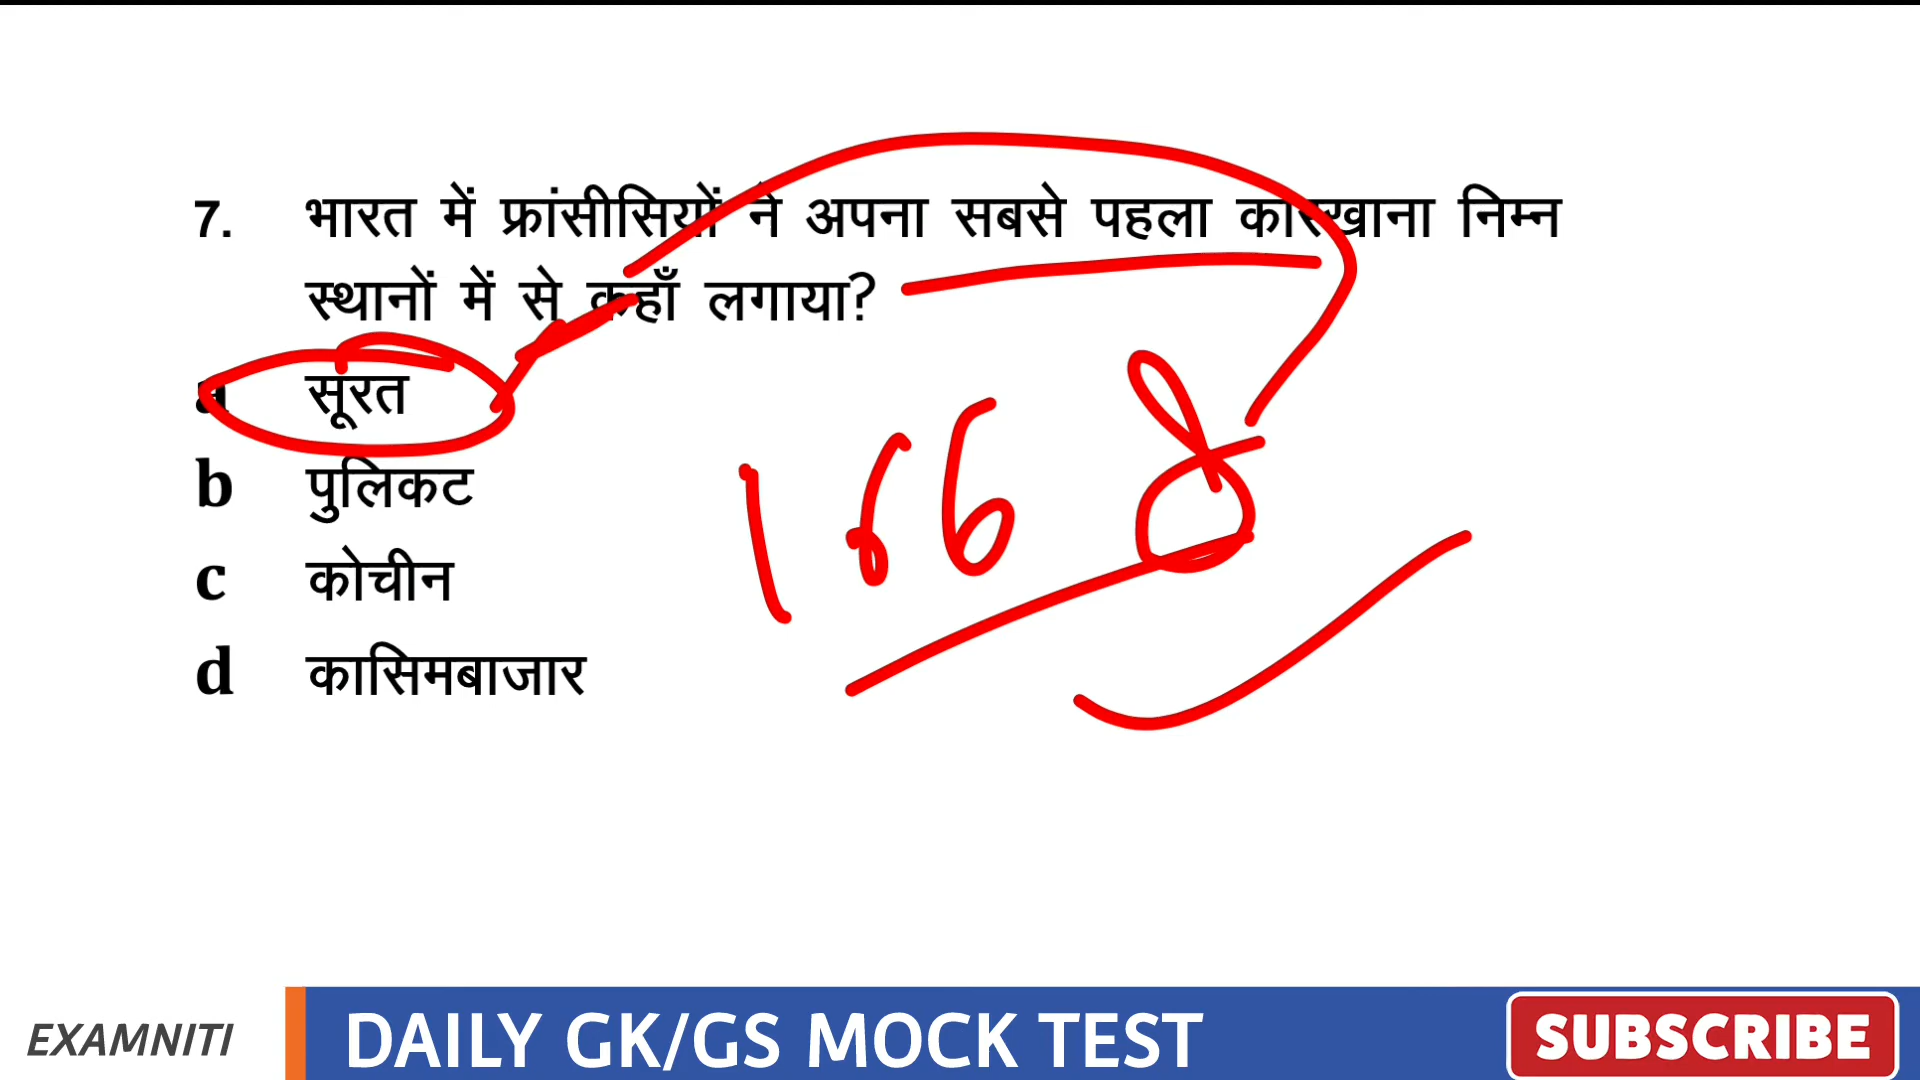 7. भारत में फ्रांसीसियों ने अपना सबसे पहला कारखाना निम्न
स्थानों में से कहाँ लगाया?
a सूरत
b पुलिकट
c कोचीन
d कासिमबाजार
1668
EXAMNITI
DAILY GK/GS MOCK TEST
SUBSCRIBE